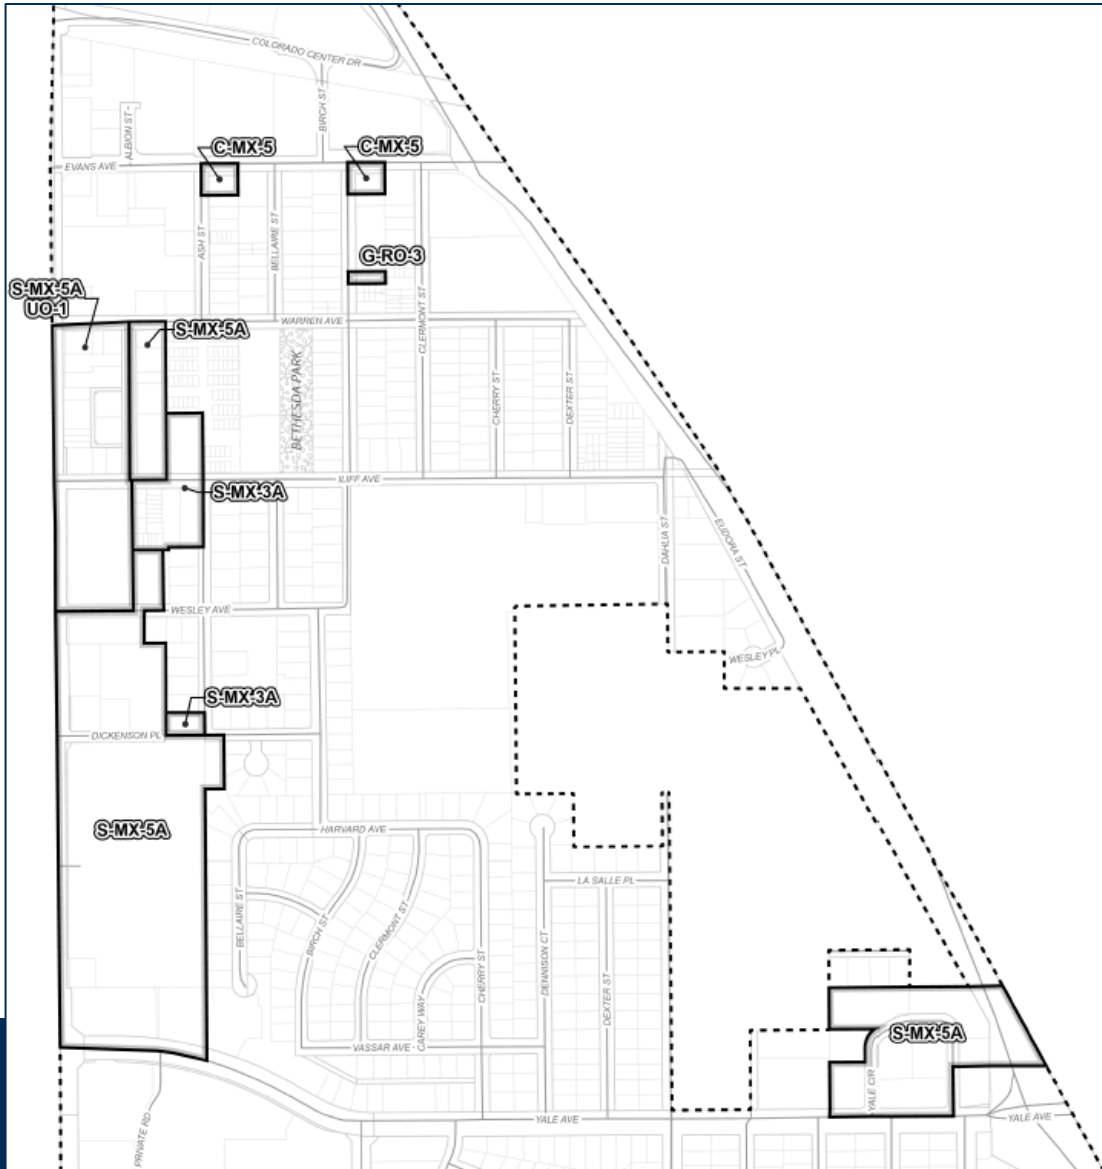 COLORADO CENTER DR
BIRCH ST
ALBION ST
C-MX-5
C-MX-5
EVANS AVE
ASH ST
BELLAIRE ST
G-RO-3
CLERMONT ST
S-MX-5A
UO-1
WARREN AVE
S-MX-5A
BETHESDA PARK
CHERRY ST
DEXTER ST
ILIFF AVE
S-MX-3A
DAHLIA ST
EUDORA ST
WESLEY AVE
WESLEY PL
S-MX-3A
DICKENSON PL
S-MX-5A
HARVARD AVE
LA SALLE PL
BELLAIRE ST
BIRCH ST
CLERMONT ST
CHERRY ST
DENNISON CT
DEXTER ST
CAREY WAY
VASSAR AVE
S-MX-5A
YALE CIR
PRIVATE RD
YALE AVE
YALE AVE